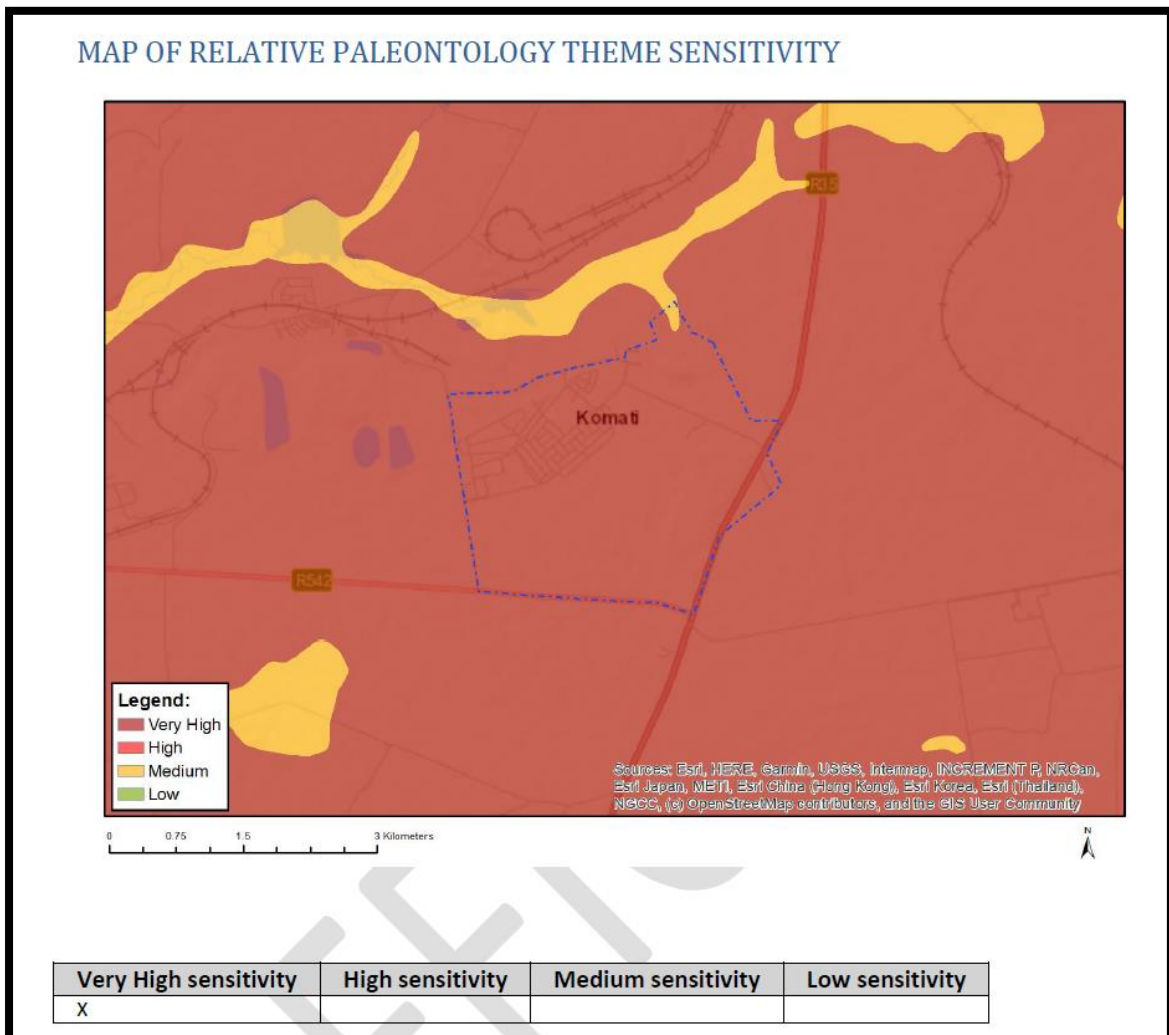 MAP OF RELATIVE PALEONTOLOGY THEME SENSITIVITY
R35
Komati
R542
Legend:
Very High
High
Medium
Low
Sources: Esri, HERE, Garmin, USGS, Intermap, INCREMENT P, NRCan,
Esri Japan, METI, Esri China (Hong Kong), Esri Korea, Esri (Thailand),
NGCC, (c) OpenStreetMap contributors, and the GIS User Community
0 0.75 1.5 3 Kilometers
N
Very High sensitivity High sensitivity Medium sensitivity Low sensitivity
X